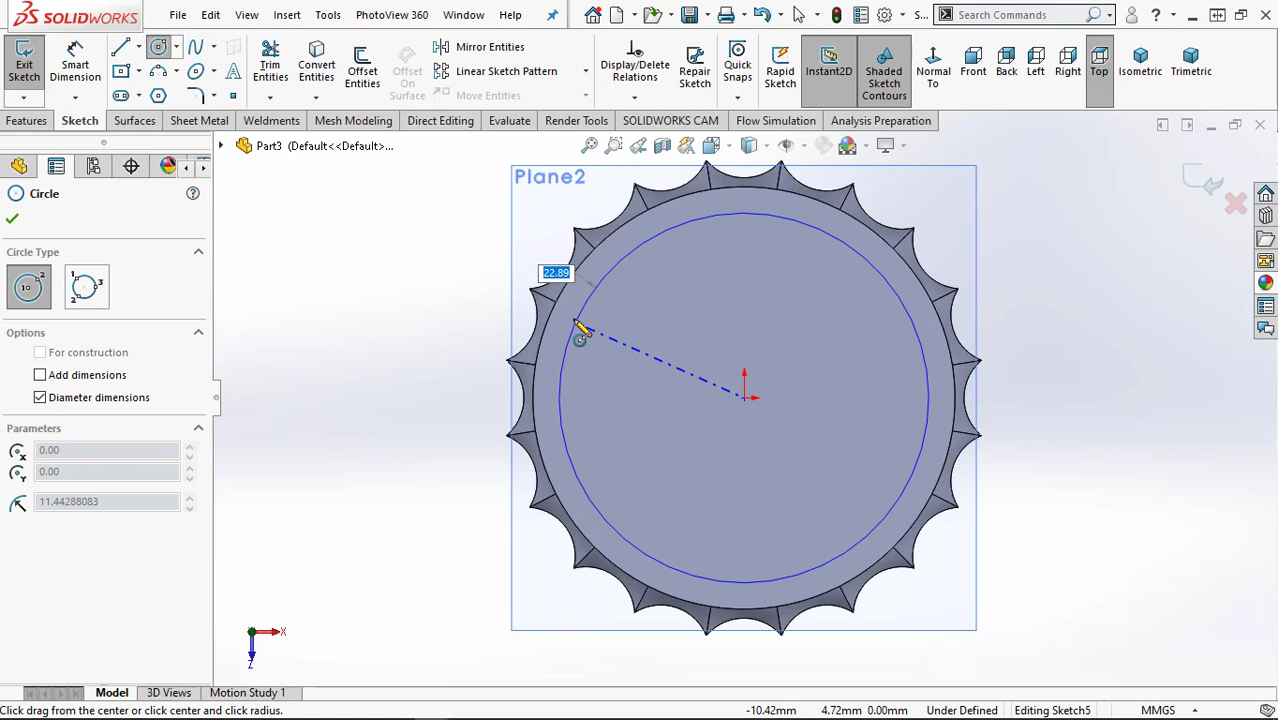 SOLIDWORKS File Edit View Insert Tools PhotoView 360 Window Help S... Search Commands ?
Exit Sketch
Smart Dimension
Trim Entities
Convert Entities
Offset Entities
Offset On Surface
Mirror Entities
Linear Sketch Pattern
Move Entities
Display/Delete Relations
Repair Sketch
Quick Snaps
Rapid Sketch
Instant2D
Shaded Sketch Contours
Normal To
Front
Back
Left
Right
Top
Isometric
Trimetric
Features Sketch Surfaces Sheet Metal Weldments Mesh Modeling Direct Editing Evaluate Render Tools SOLIDWORKS CAM Flow Simulation Analysis Preparation
Part3 (Default<<Default>...
Circle ?
Circle Type
Options
For construction
Add dimensions
Diameter dimensions
Parameters
0.00
0.00
11.44288083
Plane2
22.89
X
Z
Model 3D Views Motion Study 1
Click drag from the center or click center and click radius. -10.42mm 4.72mm 0.00mm Under Defined Editing Sketch5 MMGS